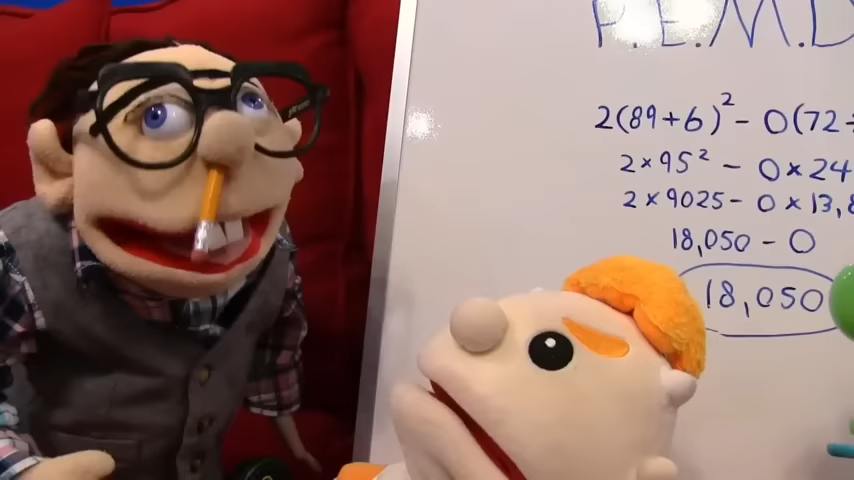 P.E.M.D
2(89+6)² - 0(72÷
2×95² - 0×24
2×9025 - 0×13,8
18,050 - 0
18,050